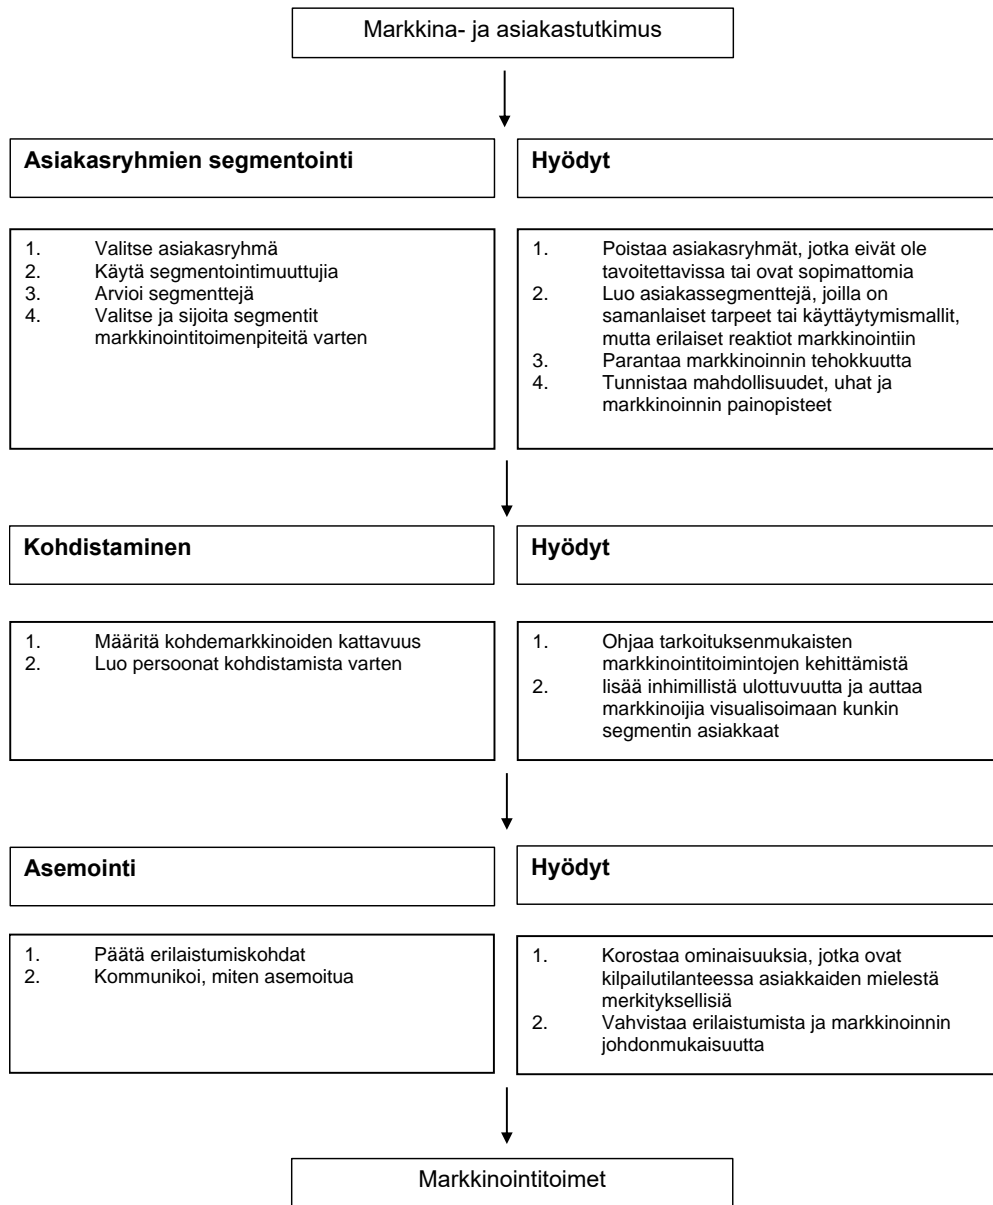 Markkina- ja asiakastutkimus
Asiakasryhmien segmentointi
Hyödyt
1. Valitse asiakasryhmä
2. Käytä segmentointimuuttujia
3. Arvioi segmenttejä
4. Valitse ja sijoita segmentit
markkinointitoimenpiteitä varten
1. Poistaa asiakasryhmät, jotka eivät ole
tavoitettavissa tai ovat sopimattomia
2. Luo asiakassegmenttejä, joilla on
samanlaiset tarpeet tai käyttäytymismallit,
mutta erilaiset reaktiot markkinointiin
3. Parantaa markkinoinnin tehokkuutta
4. Tunnistaa mahdollisuudet, uhat ja
markkinoinnin painopisteet
Kohdistaminen
Hyödyt
1. Määritä kohdemarkkinoiden kattavuus
2. Luo persoonat kohdistamista varten
1. Ohjaa tarkoituksenmukaisten
markkinointitoimintojen kehittämistä
2. lisää inhimillistä ulottuvuutta ja auttaa
markkinoijia visualisoimaan kunkin
segmentin asiakkaat
Asemointi
Hyödyt
1. Päätä erilaistumiskohdat
2. Kommunikoi, miten asemoitua
1. Korostaa ominaisuuksia, jotka ovat
kilpailutilanteessa asiakkaiden mielestä
merkityksellisiä
2. Vahvistaa erilaistumista ja markkinoinnin
johdonmukaisuutta
Markkinointitoimet